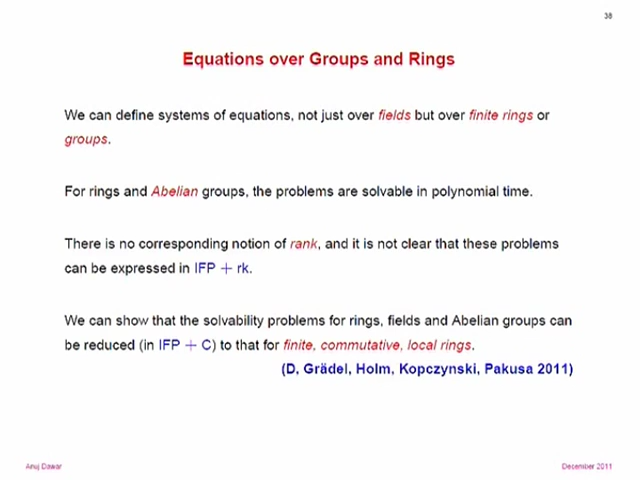 38
Equations over Groups and Rings
We can define systems of equations, not just over fields but over finite rings or
groups.
For rings and Abelian groups, the problems are solvable in polynomial time.
There is no corresponding notion of rank, and it is not clear that these problems
can be expressed in IFP + rk.
We can show that the solvability problems for rings, fields and Abelian groups can
be reduced (in IFP + C) to that for finite, commutative, local rings.
(D, Grädel, Holm, Kopczynski, Pakusa 2011)
Anuj Dawar
December 2011